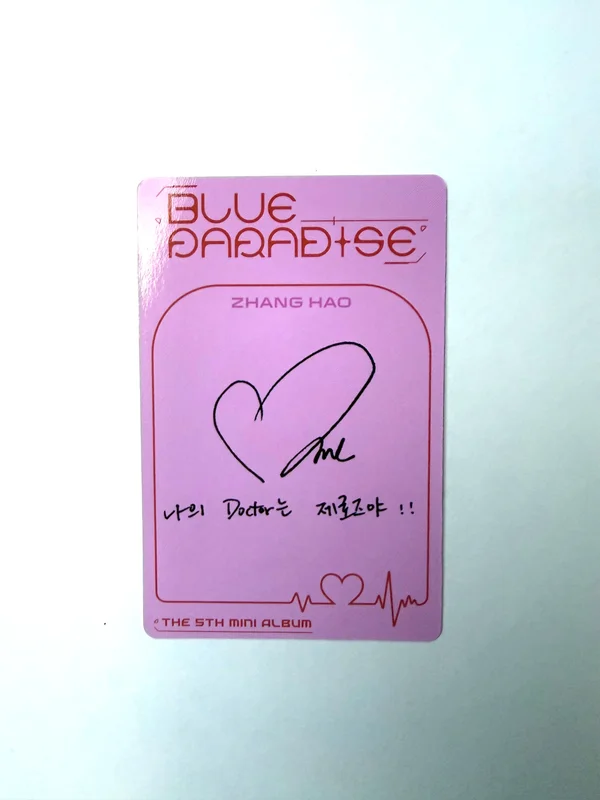 BLUE
PARADISE
ZHANG HAO
나의 Doctor는 제로즈야 !!
THE 5TH MINI ALBUM